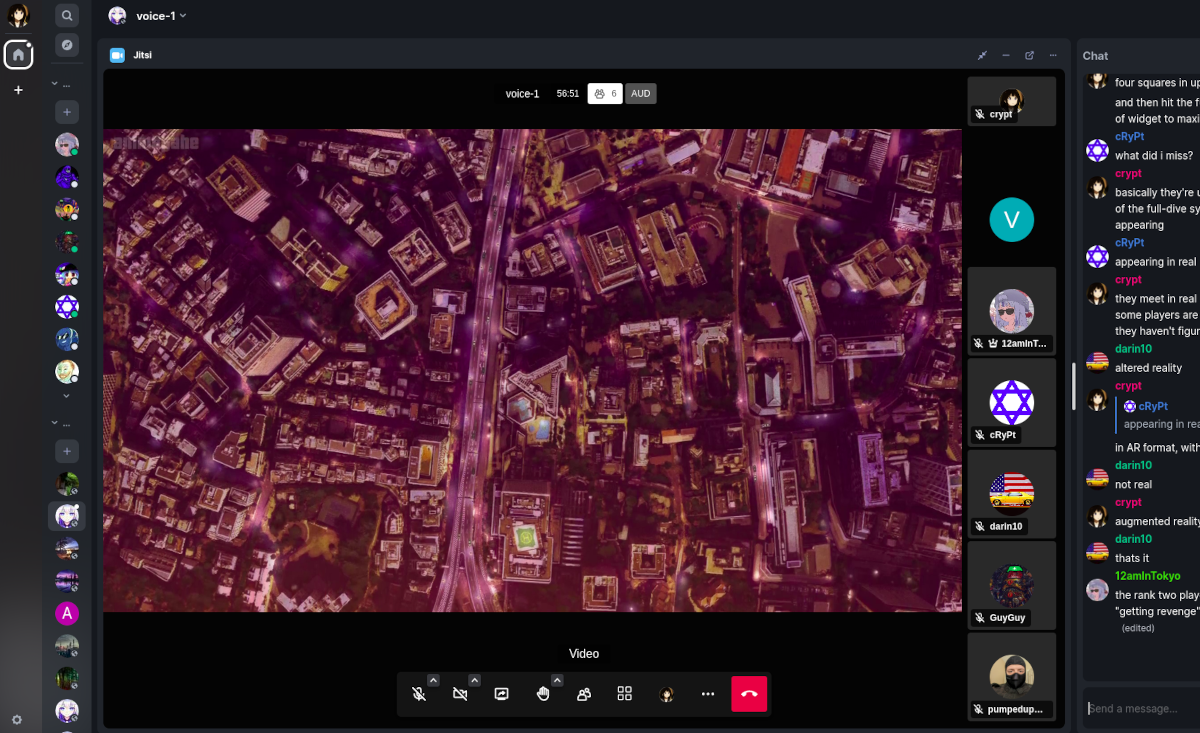 voice-1
Jitsi
voice-1 56:51 6 AUD
crypt
V
12amInT...
cRyPt
darin10
GuyGuy
pumpedup...
Video
...
...
A
Chat
four squares in up
and then hit the f
of widget to maxi
cRyPt
what did i miss?
crypt
basically they're u
of the full-dive sy
appearing
cRyPt
appearing in real
crypt
they meet in real
some players are
they haven't figur
darin10
altered reality
crypt
cRyPt
appearing in rea
in AR format, with
darin10
not real
crypt
augmented reality
darin10
thats it
12amInTokyo
the rank two play
"getting revenge"
(edited)
Send a message...